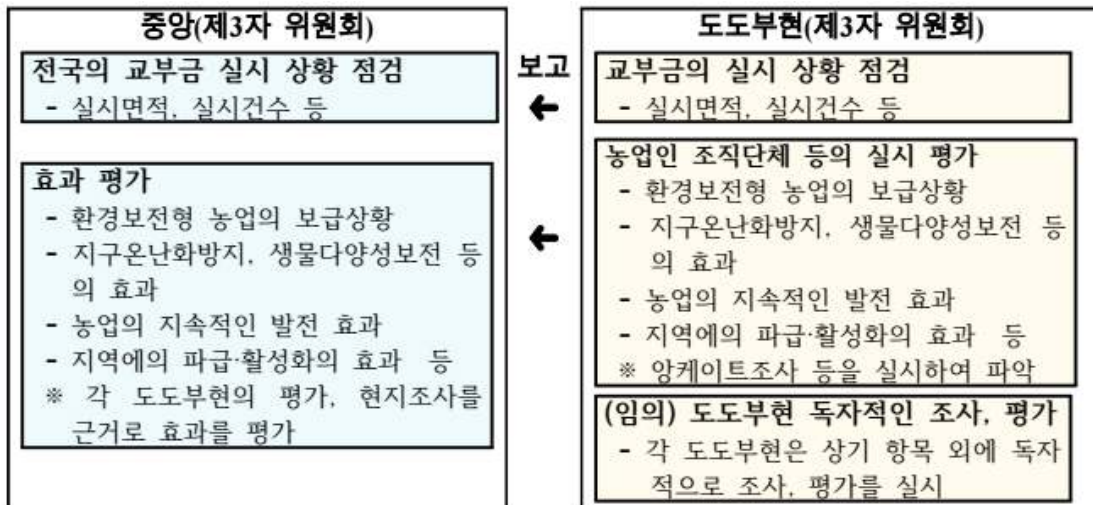 중앙(제3자 위원회)
전국의 교부금 실시 상황 점검
- 실시면적, 실시건수 등
효과 평가
- 환경보전형 농업의 보급상황
- 지구온난화방지, 생물다양성보전 등
의 효과
- 농업의 지속적인 발전 효과
- 지역에의 파급·활성화의 효과 등
※ 각 도도부현의 평가, 현지조사를
근거로 효과를 평가
보고
←
←
도도부현(제3자 위원회)
교부금의 실시 상황 점검
- 실시면적, 실시건수 등
농업인 조직단체 등의 실시 평가
- 환경보전형 농업의 보급상황
- 지구온난화방지, 생물다양성보전 등
의 효과
- 농업의 지속적인 발전 효과
- 지역에의 파급·활성화의 효과 등
※ 앙케이트조사 등을 실시하여 파악
(임의) 도도부현 독자적인 조사, 평가
- 각 도도부현은 상기 항목 외에 독자
적으로 조사, 평가를 실시